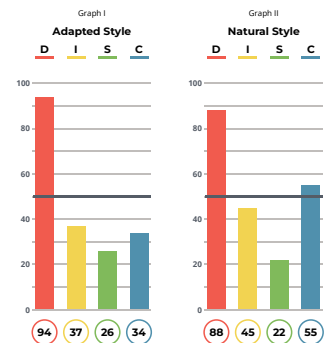 Graph I
Adapted Style
D I S C
100
80
60
40
20
0
94 37 26 34
Graph II
Natural Style
D I S C
100
80
60
40
20
0
88 45 22 55